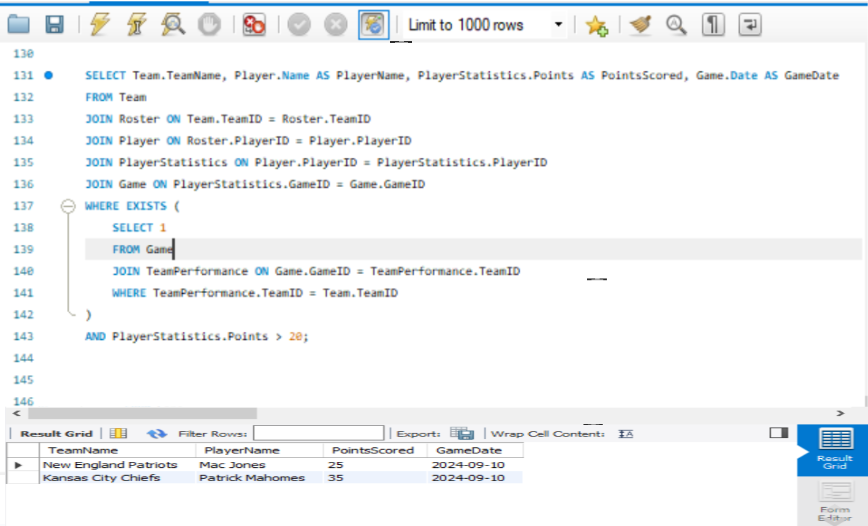 Limit to 1000 rows
130
131 SELECT Team.TeamName, Player.Name AS PlayerName, PlayerStatistics.Points AS PointsScored, Game.Date AS GameDate
132 FROM Team
133 JOIN Roster ON Team.TeamID = Roster.TeamID
134 JOIN Player ON Roster.PlayerID = Player.PlayerID
135 JOIN PlayerStatistics ON Player.PlayerID = PlayerStatistics.PlayerID
136 JOIN Game ON PlayerStatistics.GameID = Game.GameID
137 WHERE EXISTS (
138 SELECT 1
139 FROM Game
140 JOIN TeamPerformance ON Game.GameID = TeamPerformance.TeamID
141 WHERE TeamPerformance.TeamID = Team.TeamID
142 )
143 AND PlayerStatistics.Points > 20;
144
145
146
Result Grid Filter Rows: Export: Wrap Cell Content: IA
TeamName PlayerName PointsScored GameDate
New England Patriots Mac Jones 25 2024-09-10
Kansas City Chiefs Patrick Mahomes 35 2024-09-10
Result
Grid
Form
Editor